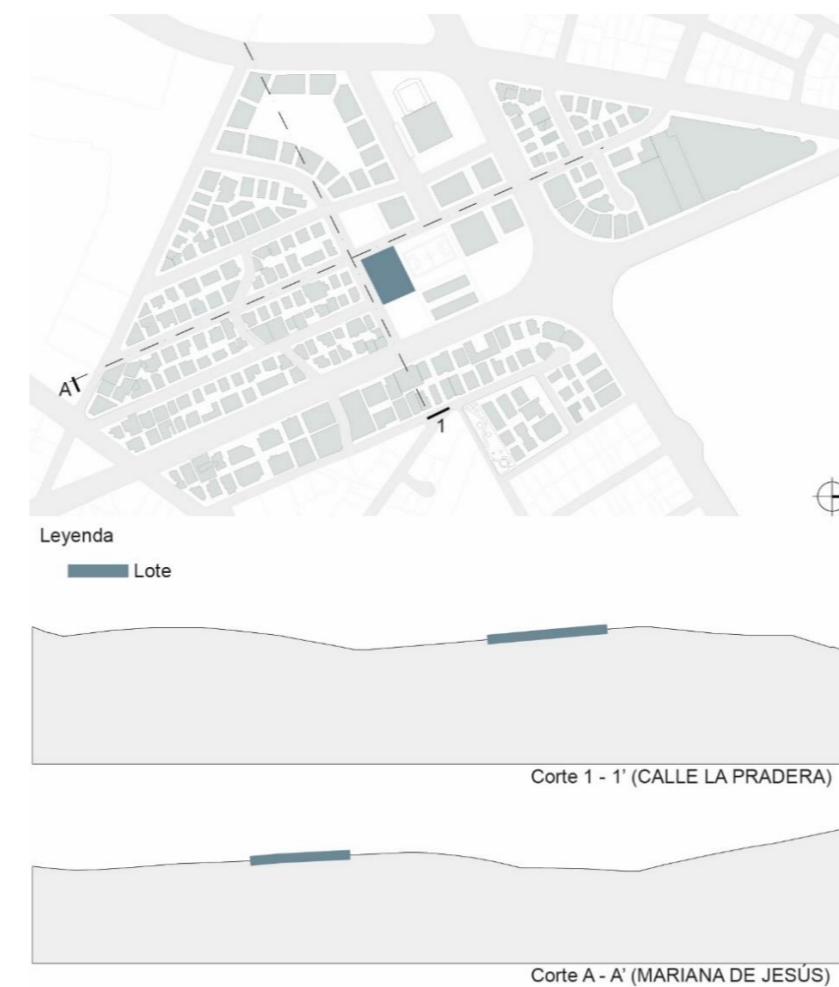 A
1
Leyenda
Lote
Corte 1 - 1' (CALLE LA PRADERA)
Corte A - A' (MARIANA DE JESÚS)